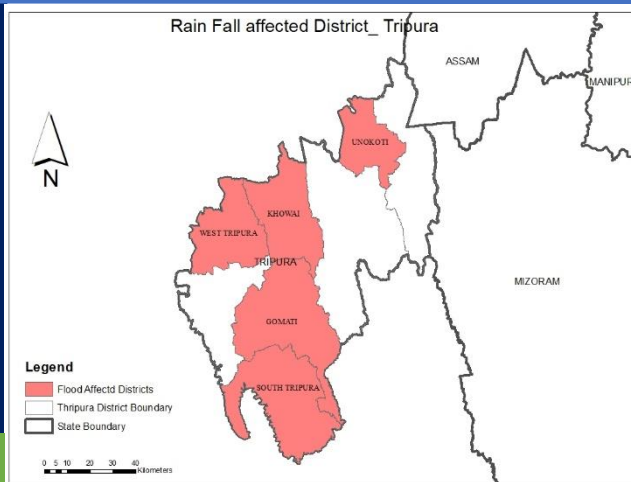 Rain Fall affected District_ Tripura
ASSAM
MANIPUR
UNOKOTI
KHOWAI
WEST TRIPURA
TRIPURA
MIZORAM
GOMATI
SOUTH TRIPURA
N
Legend
Flood Affectd Districts
Thripura District Boundary
State Boundary
0 5 10 20 30 40
Kilometers